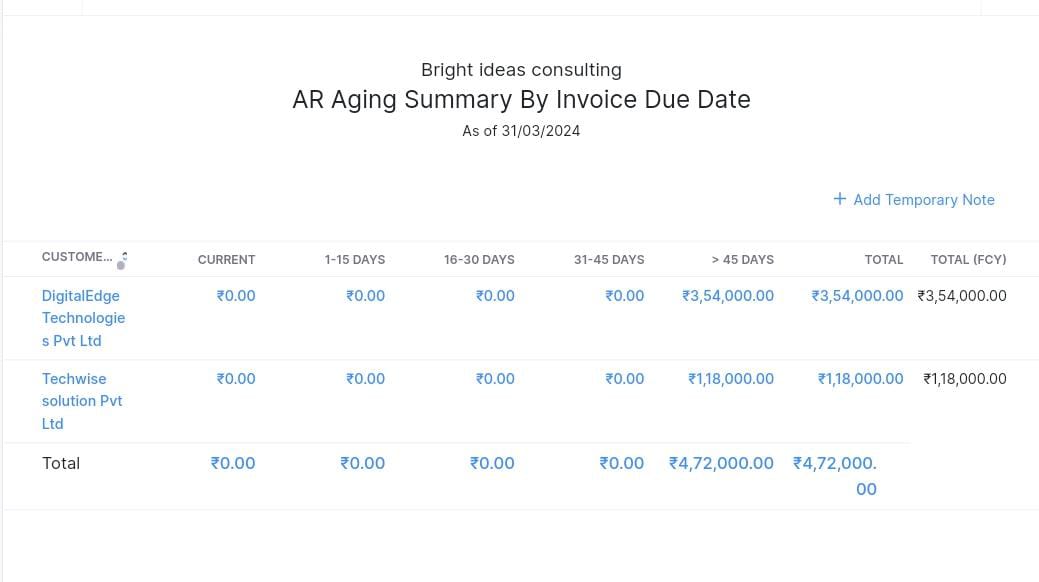 Bright ideas consulting
AR Aging Summary By Invoice Due Date
As of 31/03/2024
+ Add Temporary Note
CUSTOME... CURRENT 1-15 DAYS 16-30 DAYS 31-45 DAYS > 45 DAYS TOTAL TOTAL (FCY)
DigitalEdge ₹0.00 ₹0.00 ₹0.00 ₹0.00 ₹3,54,000.00 ₹3,54,000.00 ₹3,54,000.00
Technologie
s Pvt Ltd
Techwise ₹0.00 ₹0.00 ₹0.00 ₹0.00 ₹1,18,000.00 ₹1,18,000.00 ₹1,18,000.00
solution Pvt
Ltd
Total ₹0.00 ₹0.00 ₹0.00 ₹0.00 ₹4,72,000.00 ₹4,72,000.
00